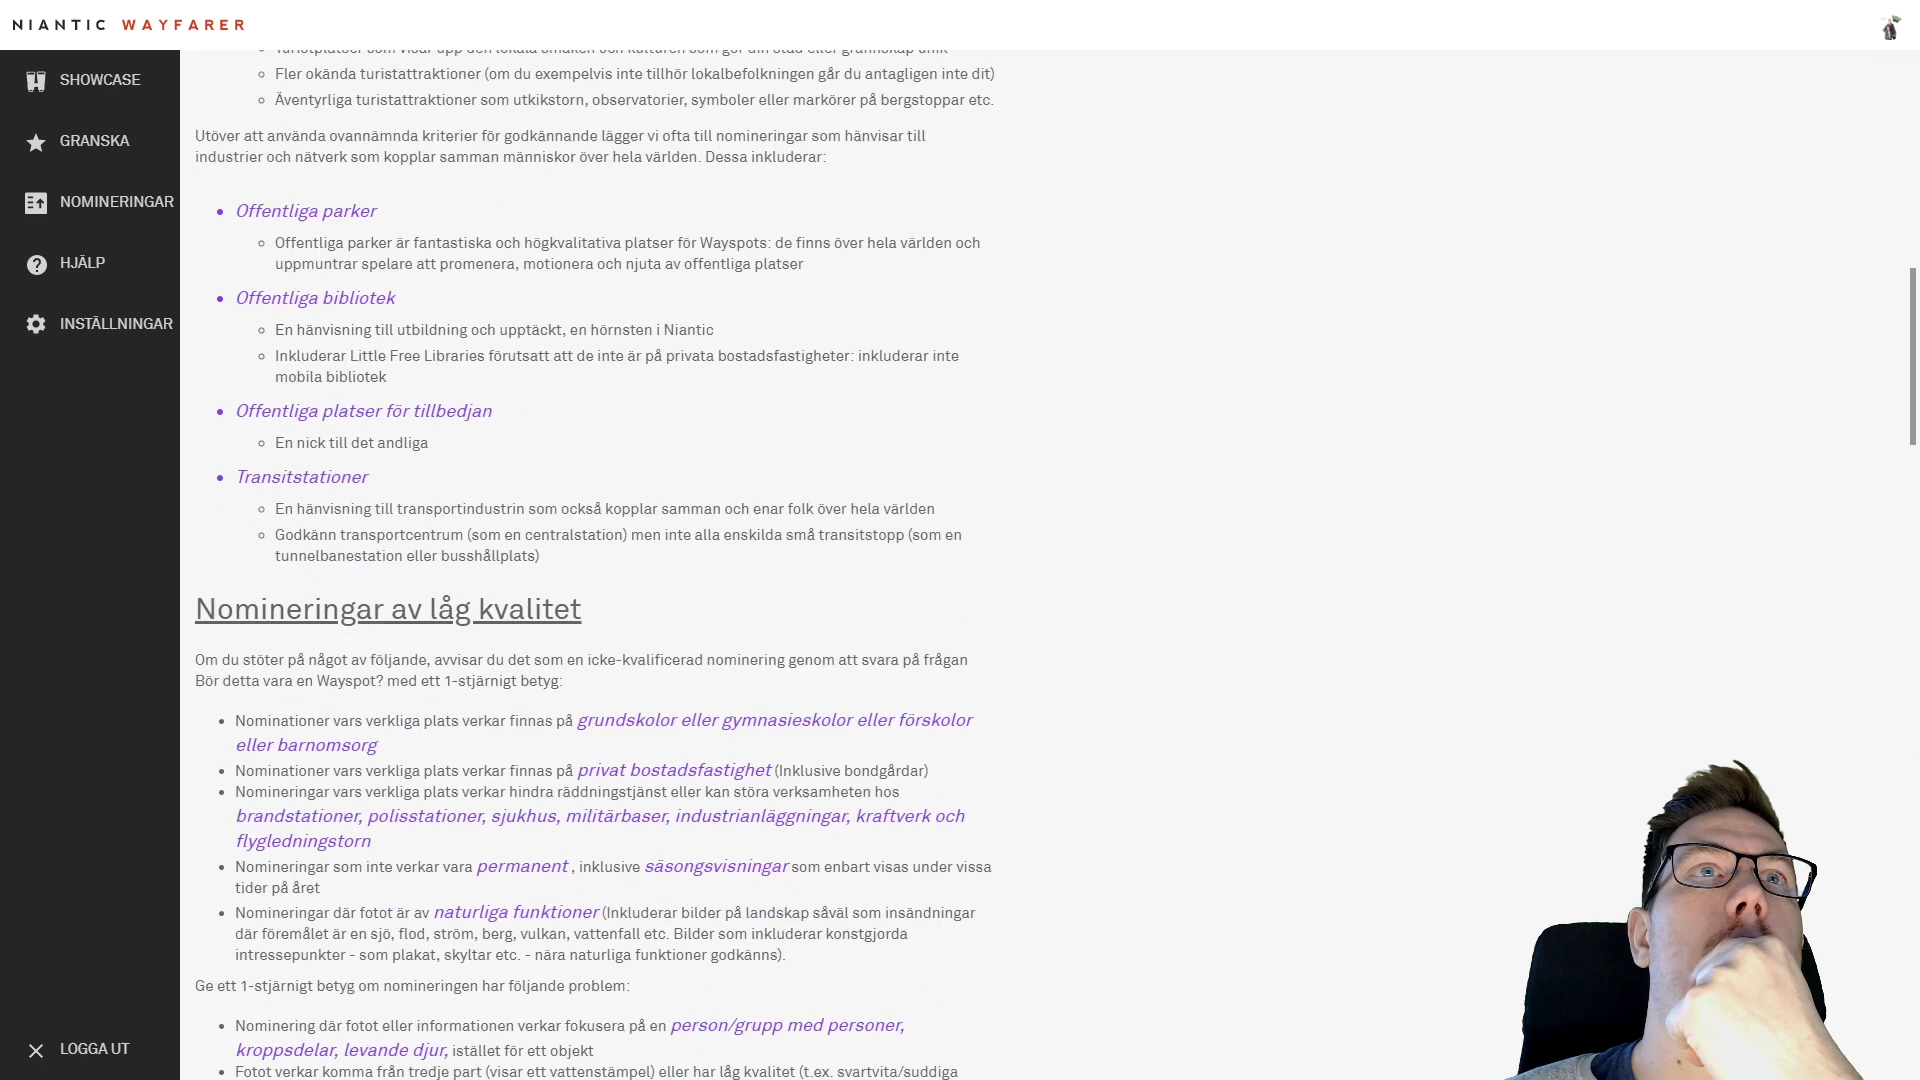 NIANTIC WAYFARER
SHOWCASE
GRANSKA
NOMINERINGAR
HJÄLP
INSTÄLLNINGAR
LOGGA UT
Turistplatser som visar upp den lokala smaken och kulturen som gör din stad eller grannskap unik
Fler okända turistattraktioner (om du exempelvis inte tillhör lokalbefolkningen går du antagligen inte dit)
Äventyrliga turistattraktioner som utkikstorn, observatorier, symboler eller markörer på bergstoppar etc.
Utöver att använda ovannämnda kriterier för godkännande lägger vi ofta till nomineringar som hänvisar till
industrier och nätverk som kopplar samman människor över hela världen. Dessa inkluderar:
Offentliga parker
Offentliga parker är fantastiska och högkvalitativa platser för Wayspots: de finns över hela världen och
uppmuntrar spelare att promenera, motionera och njuta av offentliga platser
Offentliga bibliotek
En hänvisning till utbildning och upptäckt, en hörnsten i Niantic
Inkluderar Little Free Libraries förutsatt att de inte är på privata bostadsfastigheter: inkluderar inte
mobila bibliotek
Offentliga platser för tillbedjan
En nick till det andliga
Transitstationer
En hänvisning till transportindustrin som också kopplar samman och enar folk över hela världen
Godkänn transportcentrum (som en centralstation) men inte alla enskilda små transitstopp (som en
tunnelbanestation eller busshållplats)
Nomineringar av låg kvalitet
Om du stöter på något av följande, avvisar du det som en icke-kvalificerad nominering genom att svara på frågan
Bör detta vara en Wayspot? med ett 1-stjärnigt betyg:
Nominationer vars verkliga plats verkar finnas på grundskolor eller gymnasieskolor eller förskolor
eller barnomsorg
Nominationer vars verkliga plats verkar finnas på privat bostadsfastighet (Inklusive bondgårdar)
Nomineringar vars verkliga plats verkar hindra räddningstjänst eller kan störa verksamheten hos
brandstationer, polisstationer, sjukhus, militärbaser, industrianläggningar, kraftverk och
flygledningstorn
Nomineringar som inte verkar vara permanent , inklusive säsongsvisningar som enbart visas under vissa
tider på året
Nomineringar där fotot är av naturliga funktioner (Inkluderar bilder på landskap såväl som insändningar
där föremålet är en sjö, flod, ström, berg, vulkan, vattenfall etc. Bilder som inkluderar konstgjorda
intressepunkter - som plakat, skyltar etc. - nära naturliga funktioner godkänns).
Ge ett 1-stjärnigt betyg om nomineringen har följande problem:
Nominering där fotot eller informationen verkar fokusera på en person/grupp med personer,
kroppsdelar, levande djur, istället för ett objekt
Fotot verkar komma från tredje part (visar ett vattenstämpel) eller har låg kvalitet (t.ex. svartvita/suddiga